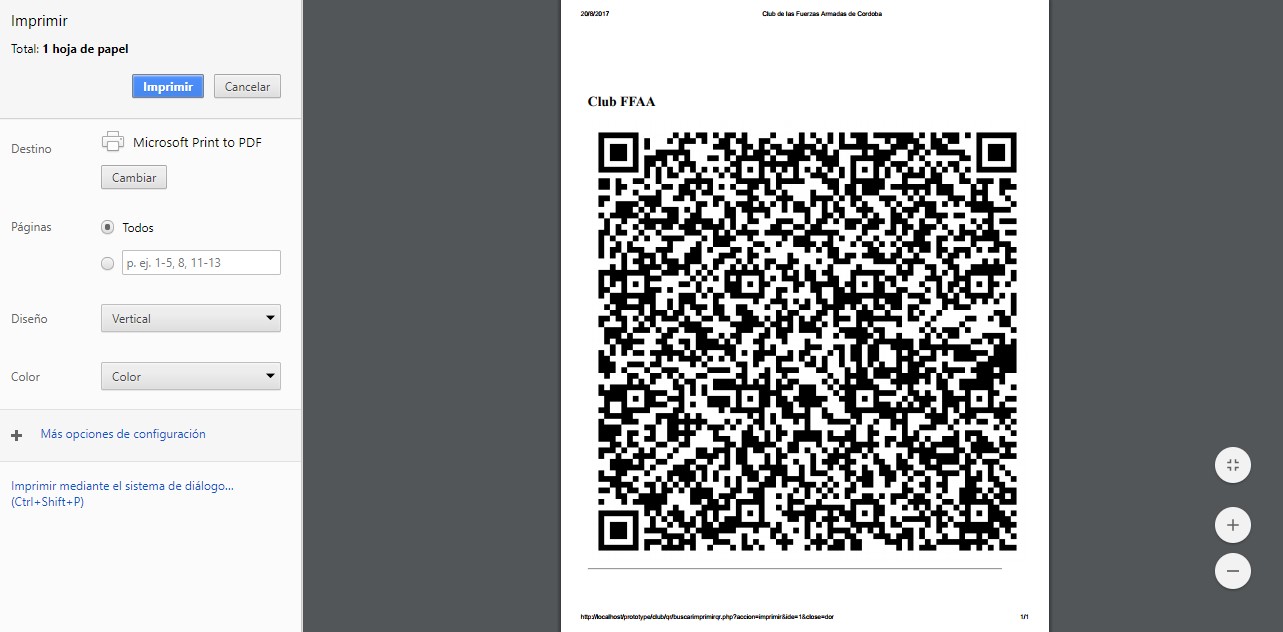 Imprimir
Total: 1 hoja de papel
Imprimir
Cancelar
Destino
Microsoft Print to PDF
Cambiar
Páginas
Todos
p. ej. 1-5, 8, 11-13
Diseño
Vertical
Color
Color
Más opciones de configuración
Imprimir mediante el sistema de diálogo...
(Ctrl+Shift+P)
20/8/2017
Club de las Fuerzas Armadas de Cordoba
Club FFAA
http://localhost/prototype/club/qr/buscarimprimirqr.php?accion=imprimir&ide=1&close=dor
1/1